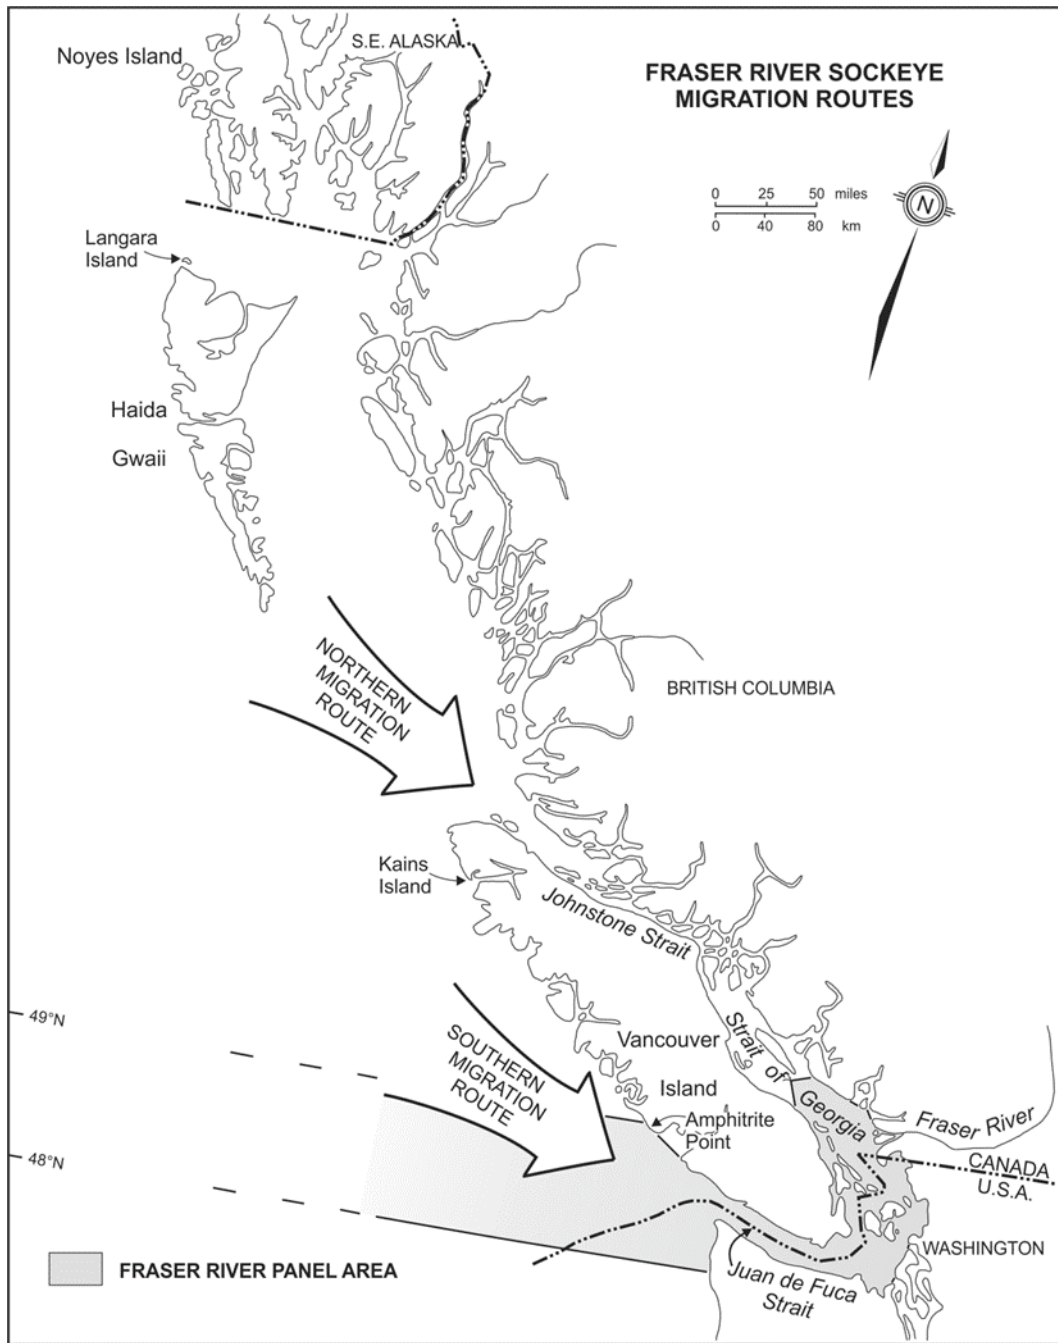 Noyes Island
S.E. ALASKA
FRASER RIVER SOCKEYE
MIGRATION ROUTES
0 25 50 miles
0 40 80 km
N
Langara
Island
Haida
Gwaii
NORTHERN
MIGRATION
ROUTE
BRITISH COLUMBIA
Kains
Island
Johnstone Strait
49°N
SOUTHERN
MIGRATION
ROUTE
Vancouver
Island
Strait of
Georgia
Amphitrite
Point
Fraser River
48°N
CANADA
U.S.A.
WASHINGTON
FRASER RIVER PANEL AREA
Juan de Fuca
Strait